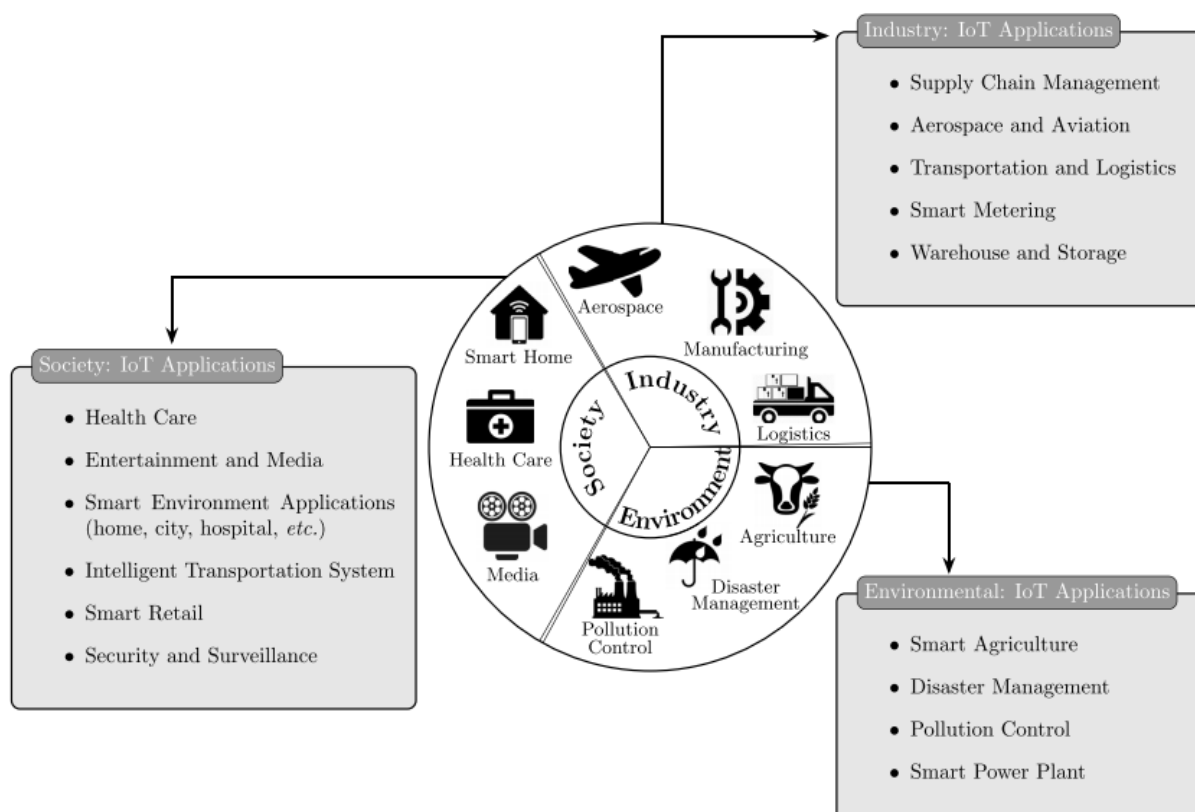 Industry: IoT Applications
• Supply Chain Management
• Aerospace and Aviation
• Transportation and Logistics
• Smart Metering
• Warehouse and Storage
Society: IoT Applications
• Health Care
• Entertainment and Media
• Smart Environment Applications
(home, city, hospital, etc.)
• Intelligent Transportation System
• Smart Retail
• Security and Surveillance
Aerospace
Manufacturing
Logistics
Smart Home
Health Care
Media
Industry
Society
Environment
Agriculture
Disaster
Management
Pollution
Control
Environmental: IoT Applications
• Smart Agriculture
• Disaster Management
• Pollution Control
• Smart Power Plant